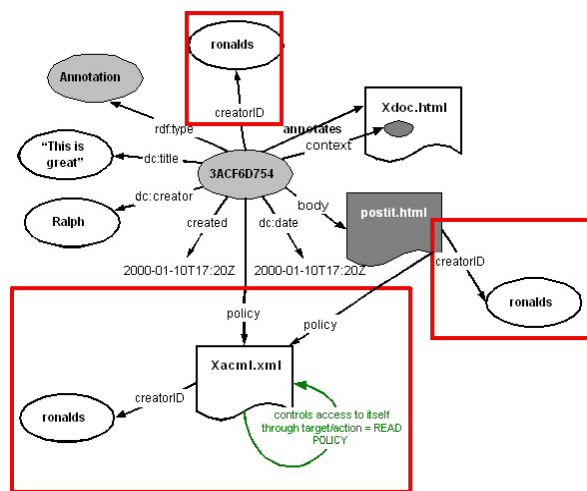 ronalds
Annotation
creatorID
Xdoc.html
annotates
rdf:type
context
"This is
great"
dc:title
3ACF6D754
dc:creator
body
Ralph
created
dc:date
postit.html
2000-01-10T17:20Z
2000-01-10T17:20Z
creatorID
ronalds
policy
policy
Xacml.xml
creatorID
ronalds
controls access to itself
through target/action = READ
POLICY